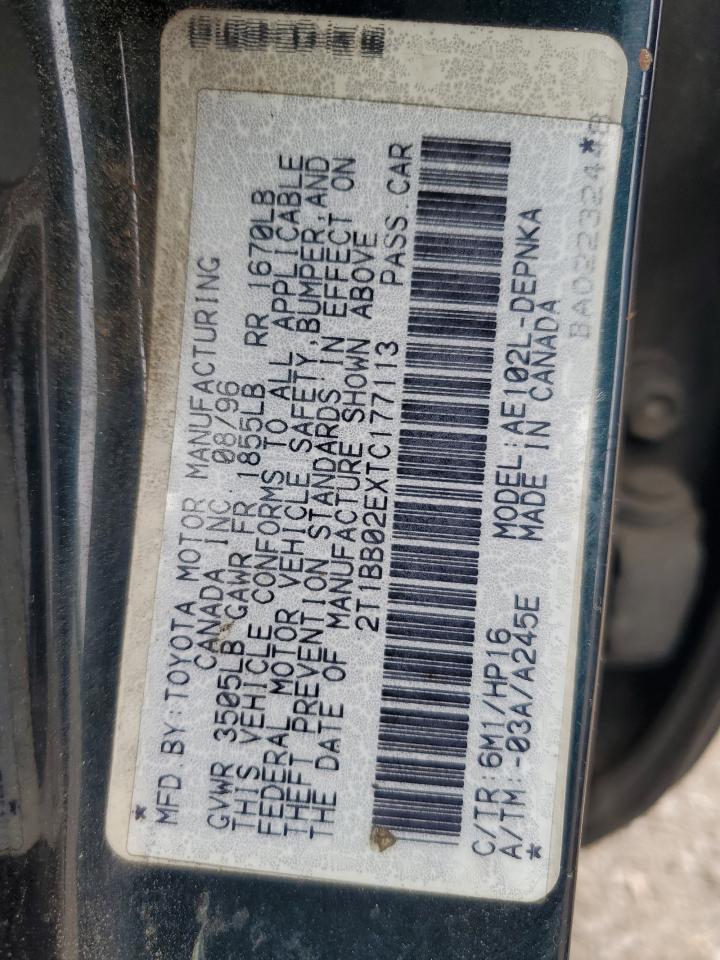 *
MFD. BY: TOYOTA MOTOR MANUFACTURING
CANADA INC. 08/96
GVWR 3505LB GAWR FR 1855LB RR 1670LB
THIS VEHICLE CONFORMS TO ALL APPLICABLE
FEDERAL MOTOR VEHICLE SAFETY, BUMPER, AND
THEFT PREVENTION STANDARDS IN EFFECT ON
THE DATE OF MANUFACTURE SHOWN ABOVE
2T1BB02EXTC177113 PASS. CAR
C/TR: 6M1/HP16 MODEL: AE102L-DEPNKA
A/TM: -03A/A245E MADE IN CANADA
* *